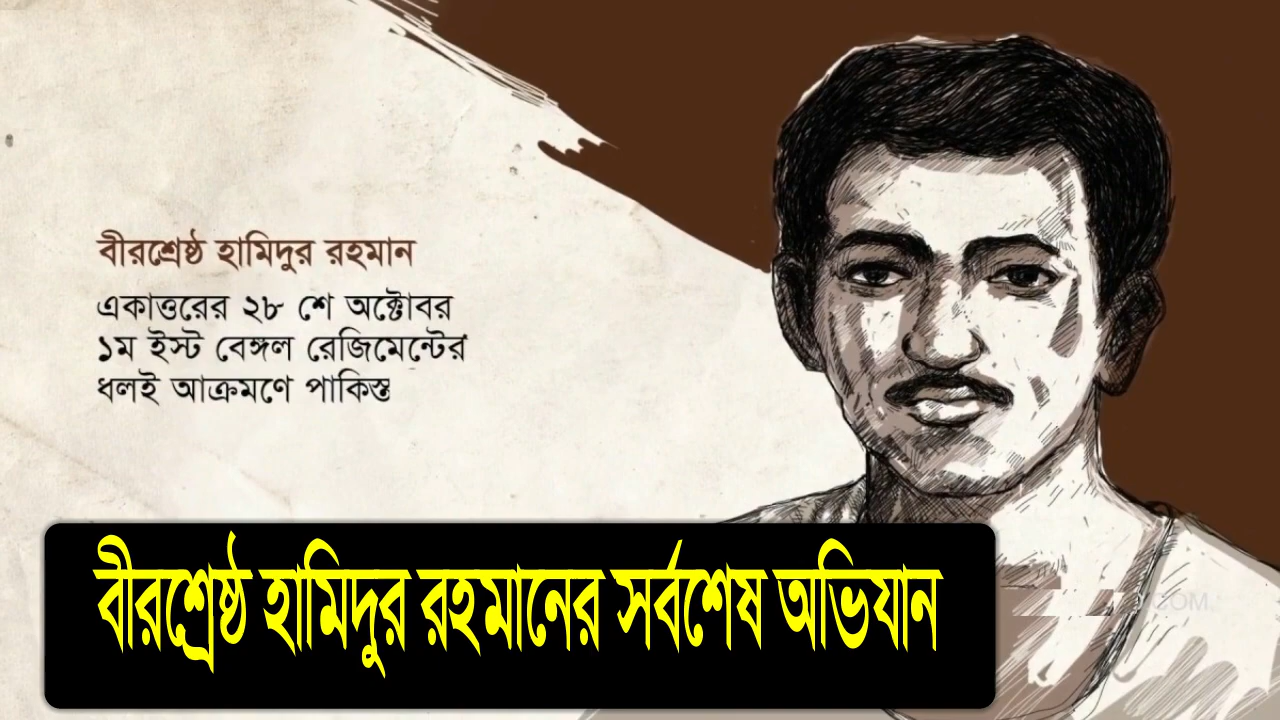 বীরশ্রেষ্ঠ হামিদুর রহমান
একাত্তরের ২৮ শে অক্টোবর
১ম ইস্ট বেঙ্গল রেজিমেন্টের
ধলই আক্রমণে পাকিস্ত
বীরশ্রেষ্ঠ হামিদুর রহমানের সর্বশেষ অভিযান